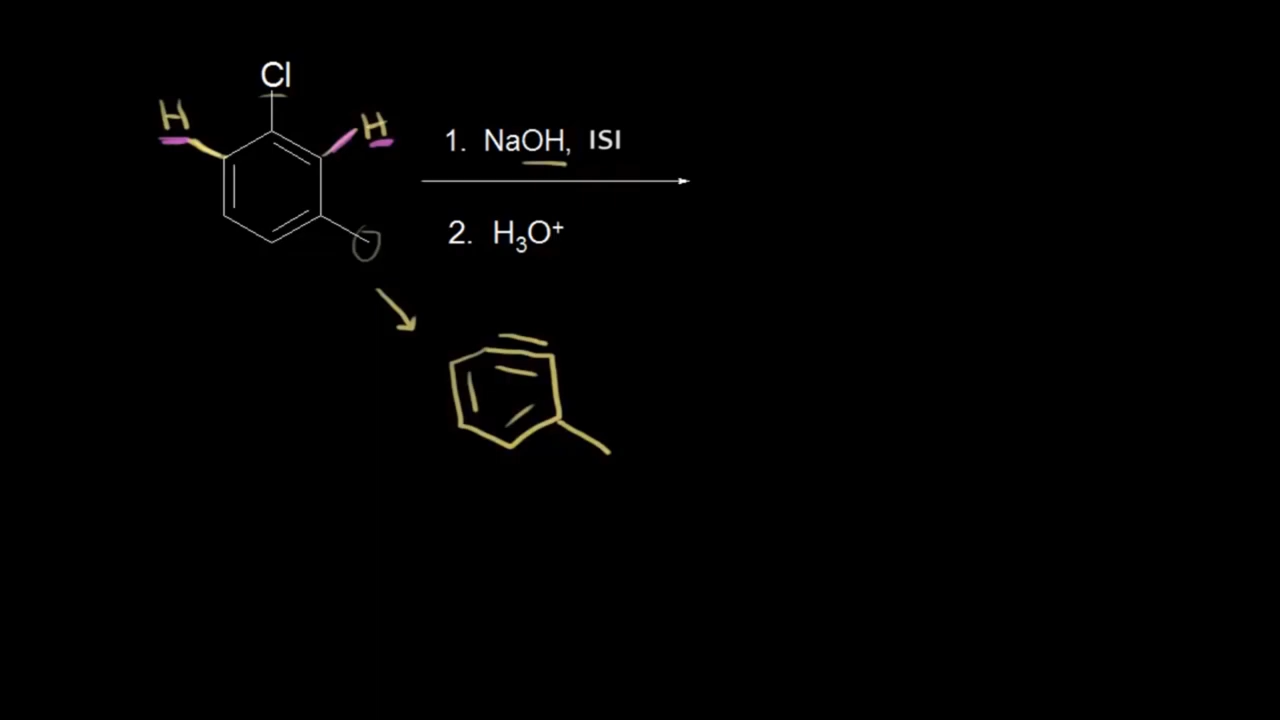 Cl
H
H
1. NaOH, ISI
2. H₃O⁺